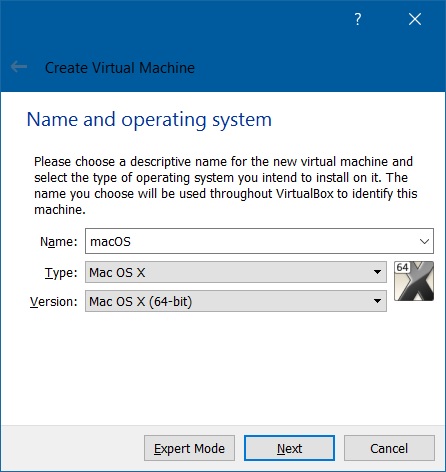 ?
Create Virtual Machine
Name and operating system
Please choose a descriptive name for the new virtual machine and
select the type of operating system you intend to install on it. The
name you choose will be used throughout VirtualBox to identify this
machine.
Name: macOS
Type: Mac OS X
64
Version: Mac OS X (64-bit)
Expert Mode Next Cancel